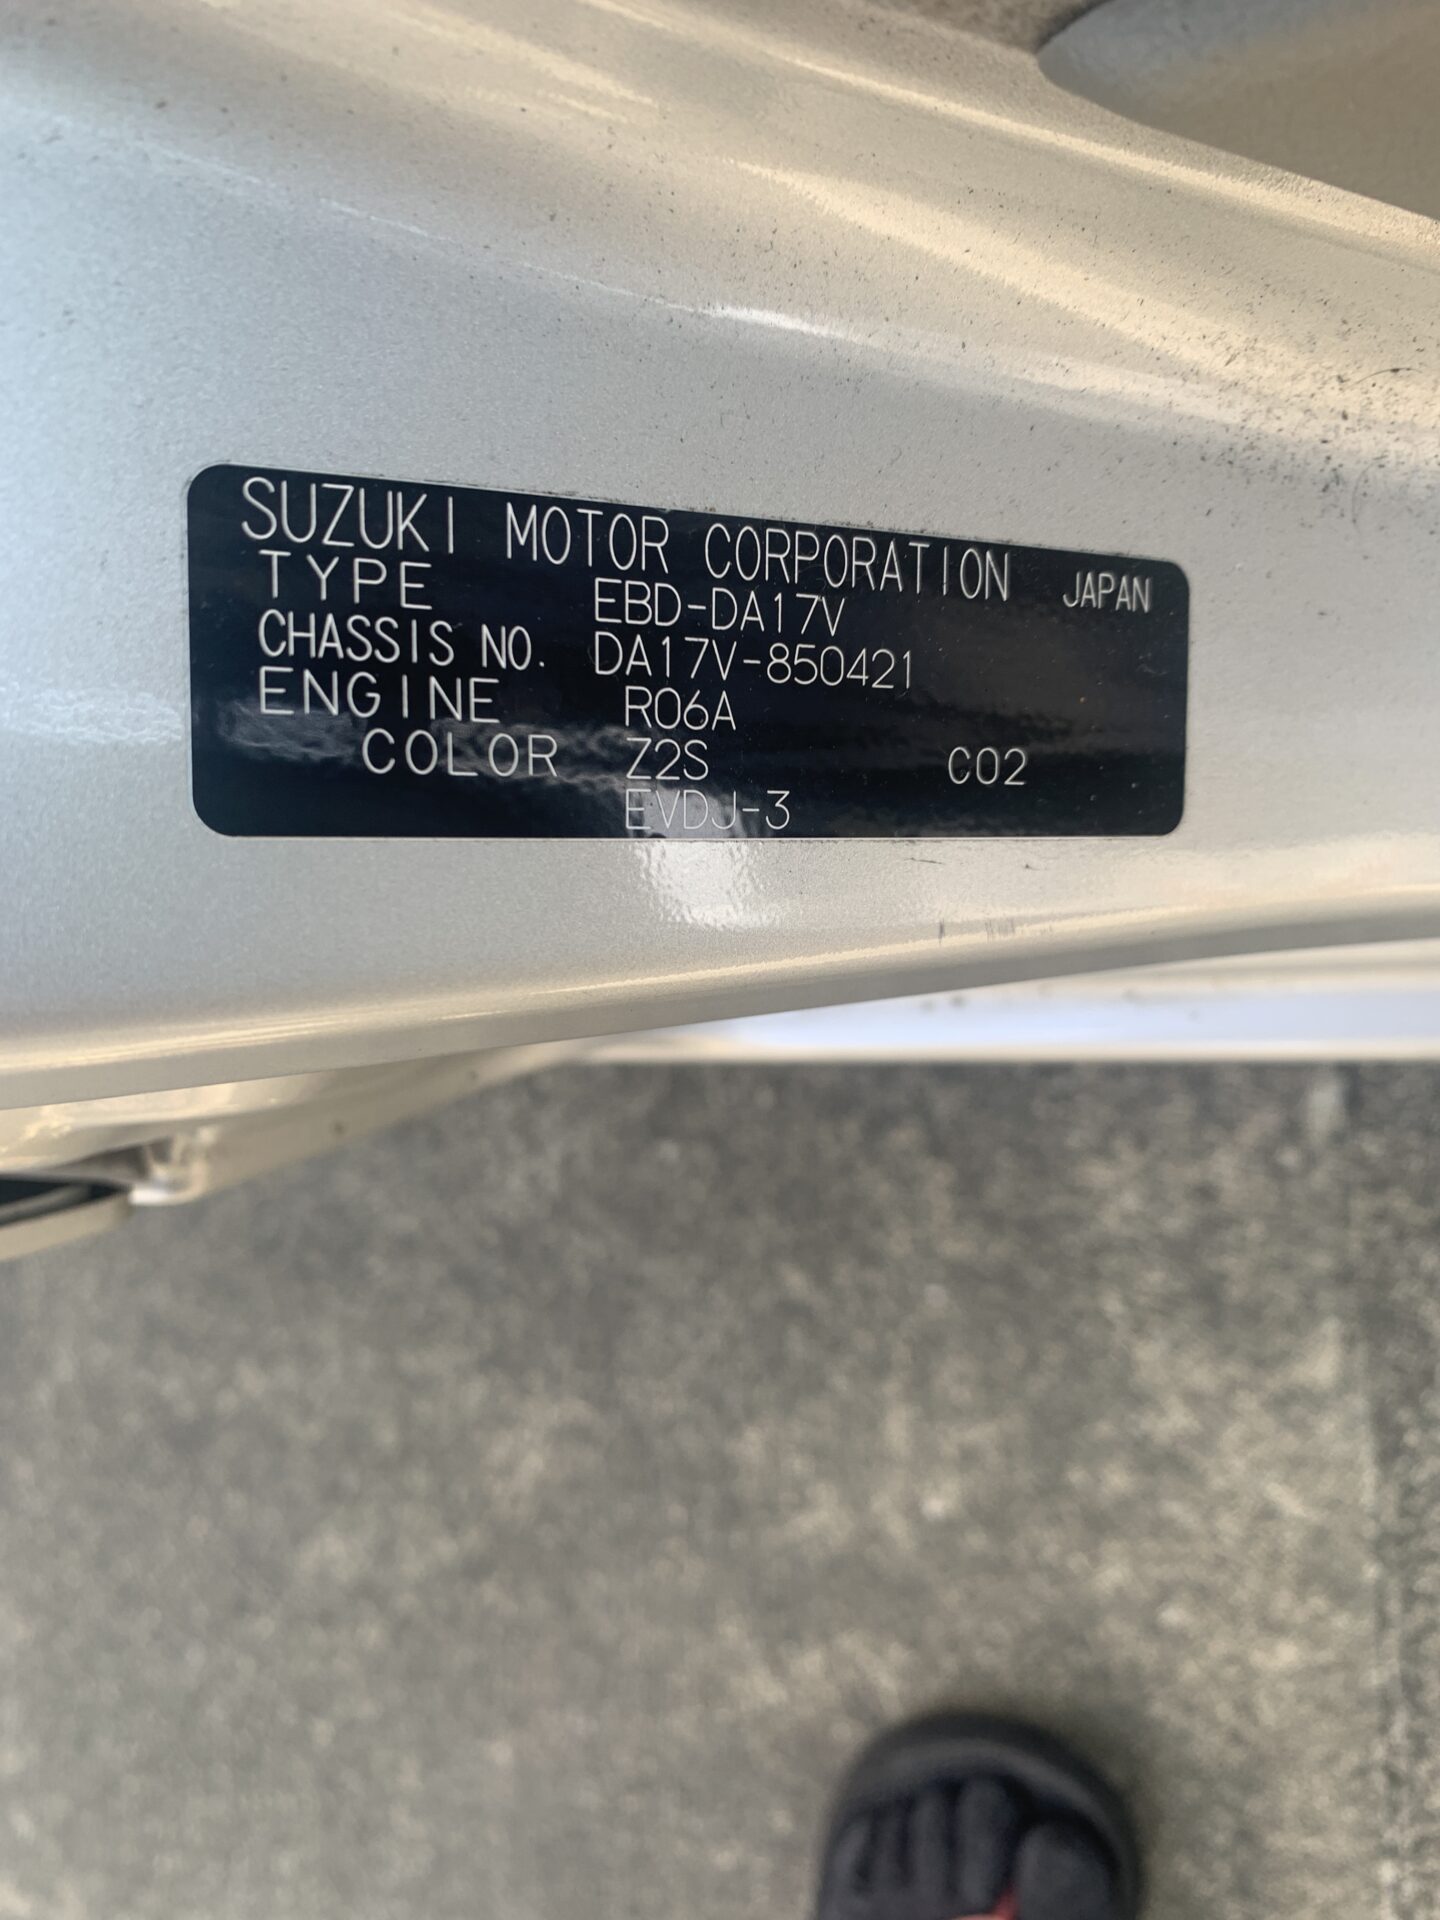 SUZUKI MOTOR CORPORATION JAPAN
TYPE EBD-DA17V
CHASSIS NO. DA17V-850421
ENGINE R06A
COLOR Z2S C02
EVDJ-3